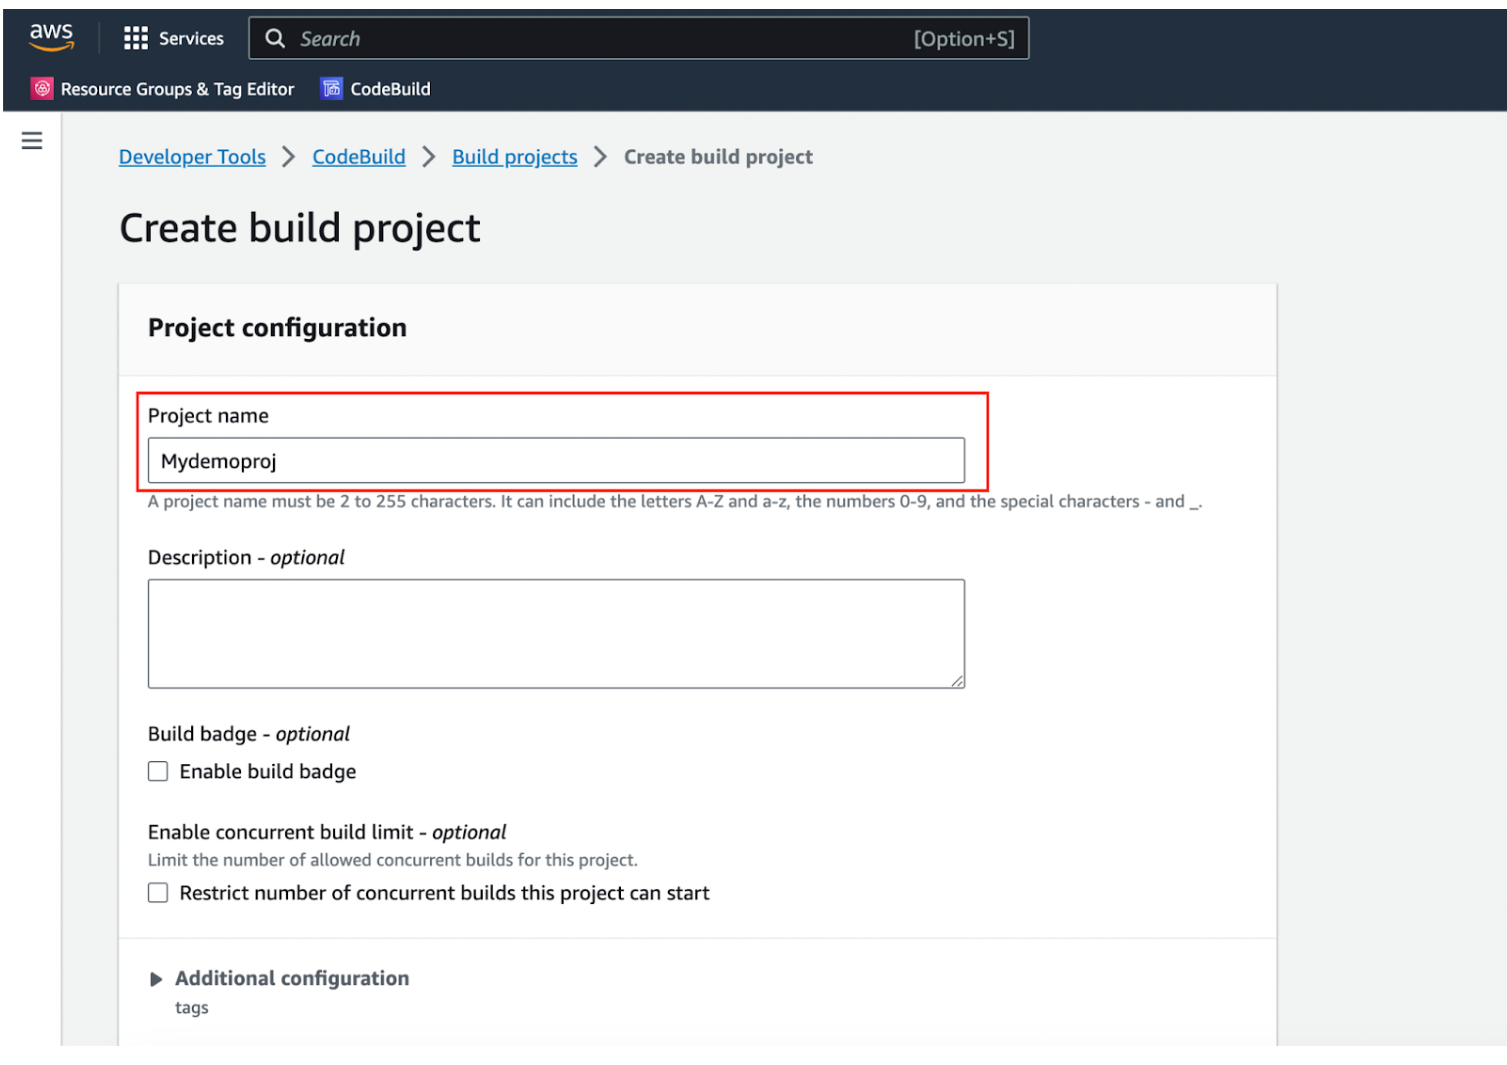 aws Services Search [Option+S]
Resource Groups & Tag Editor CodeBuild
Developer Tools > CodeBuild > Build projects > Create build project
Create build project
Project configuration
Project name
Mydemoproj
A project name must be 2 to 255 characters. It can include the letters A-Z and a-z, the numbers 0-9, and the special characters - and _.
Description - optional
Build badge - optional
Enable build badge
Enable concurrent build limit - optional
Limit the number of allowed concurrent builds for this project.
Restrict number of concurrent builds this project can start
Additional configuration
tags